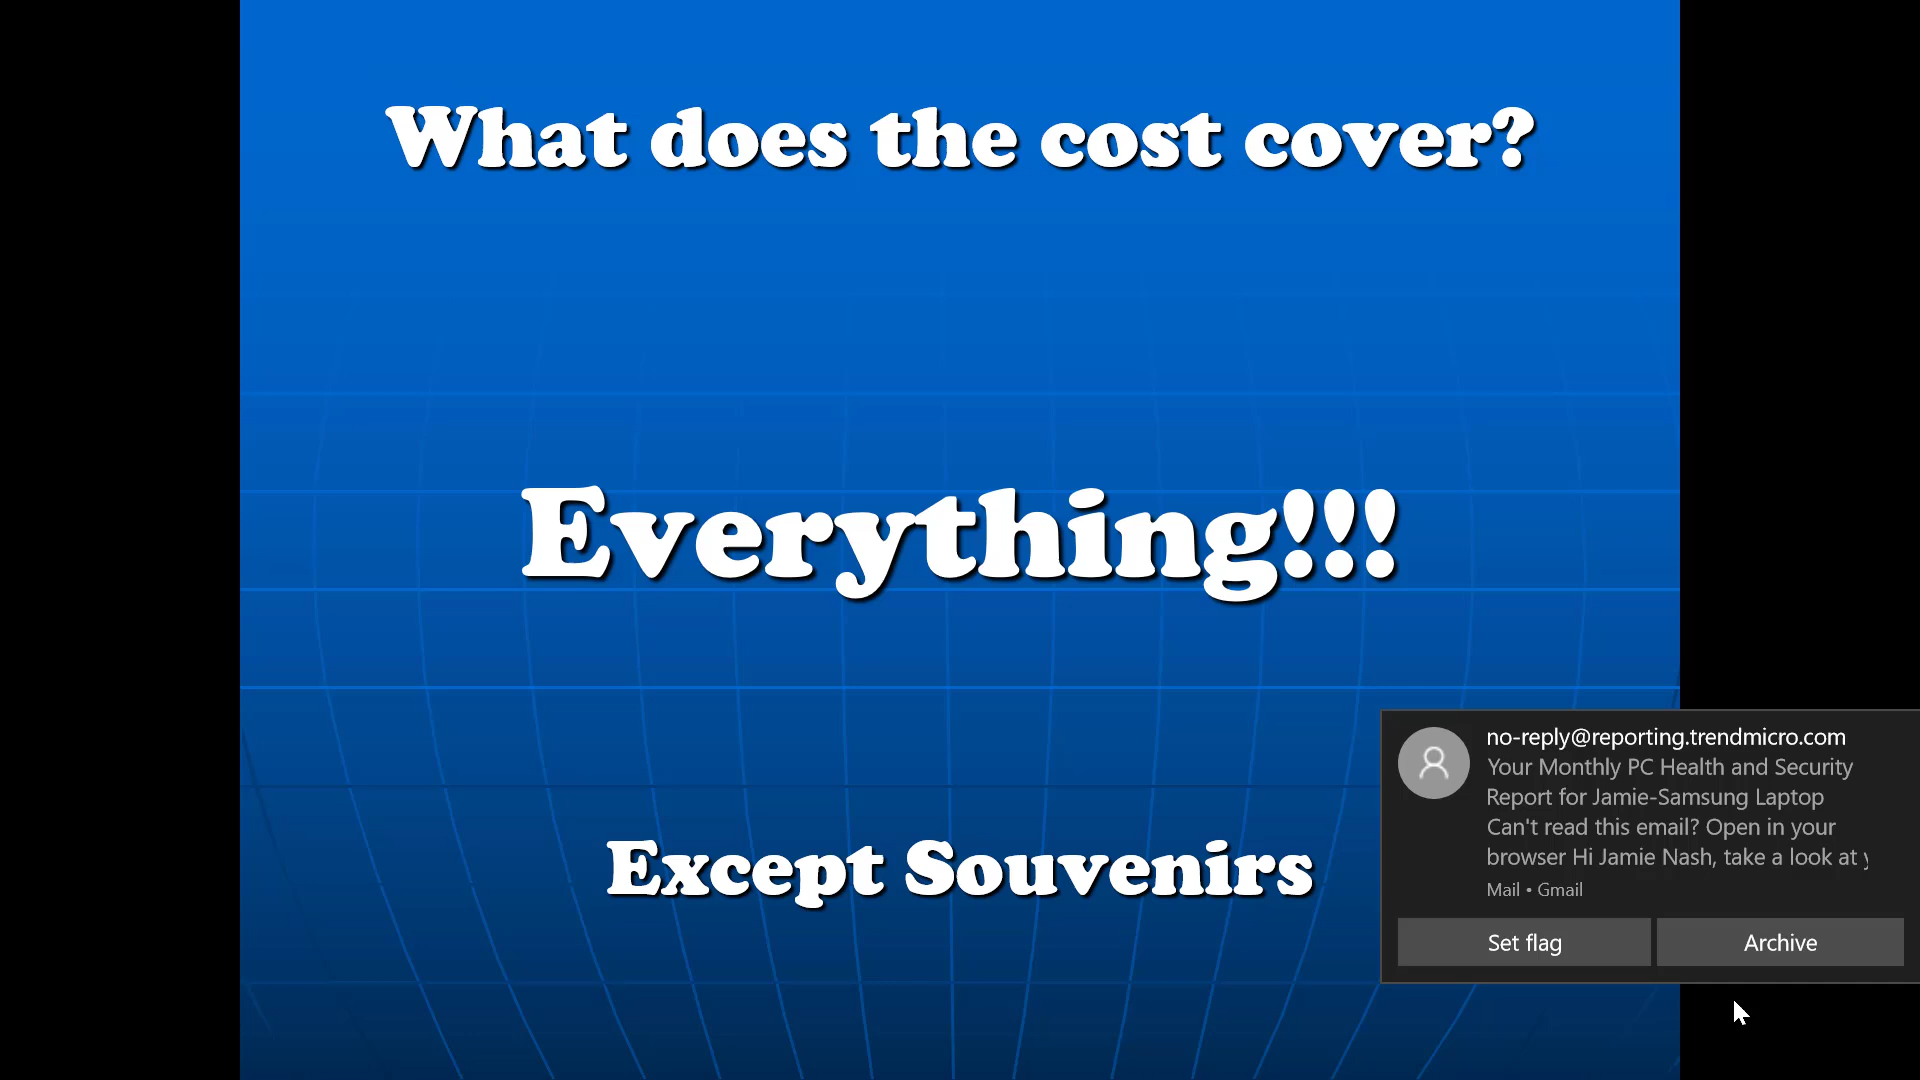 What does the cost cover?
Everything!!!
Except Souvenirs
no-reply@reporting.trendmicro.com
Your Monthly PC Health and Security
Report for Jamie-Samsung Laptop
Can't read this email? Open in your
browser Hi Jamie Nash, take a look at
Mail • Gmail
Set flag
Archive